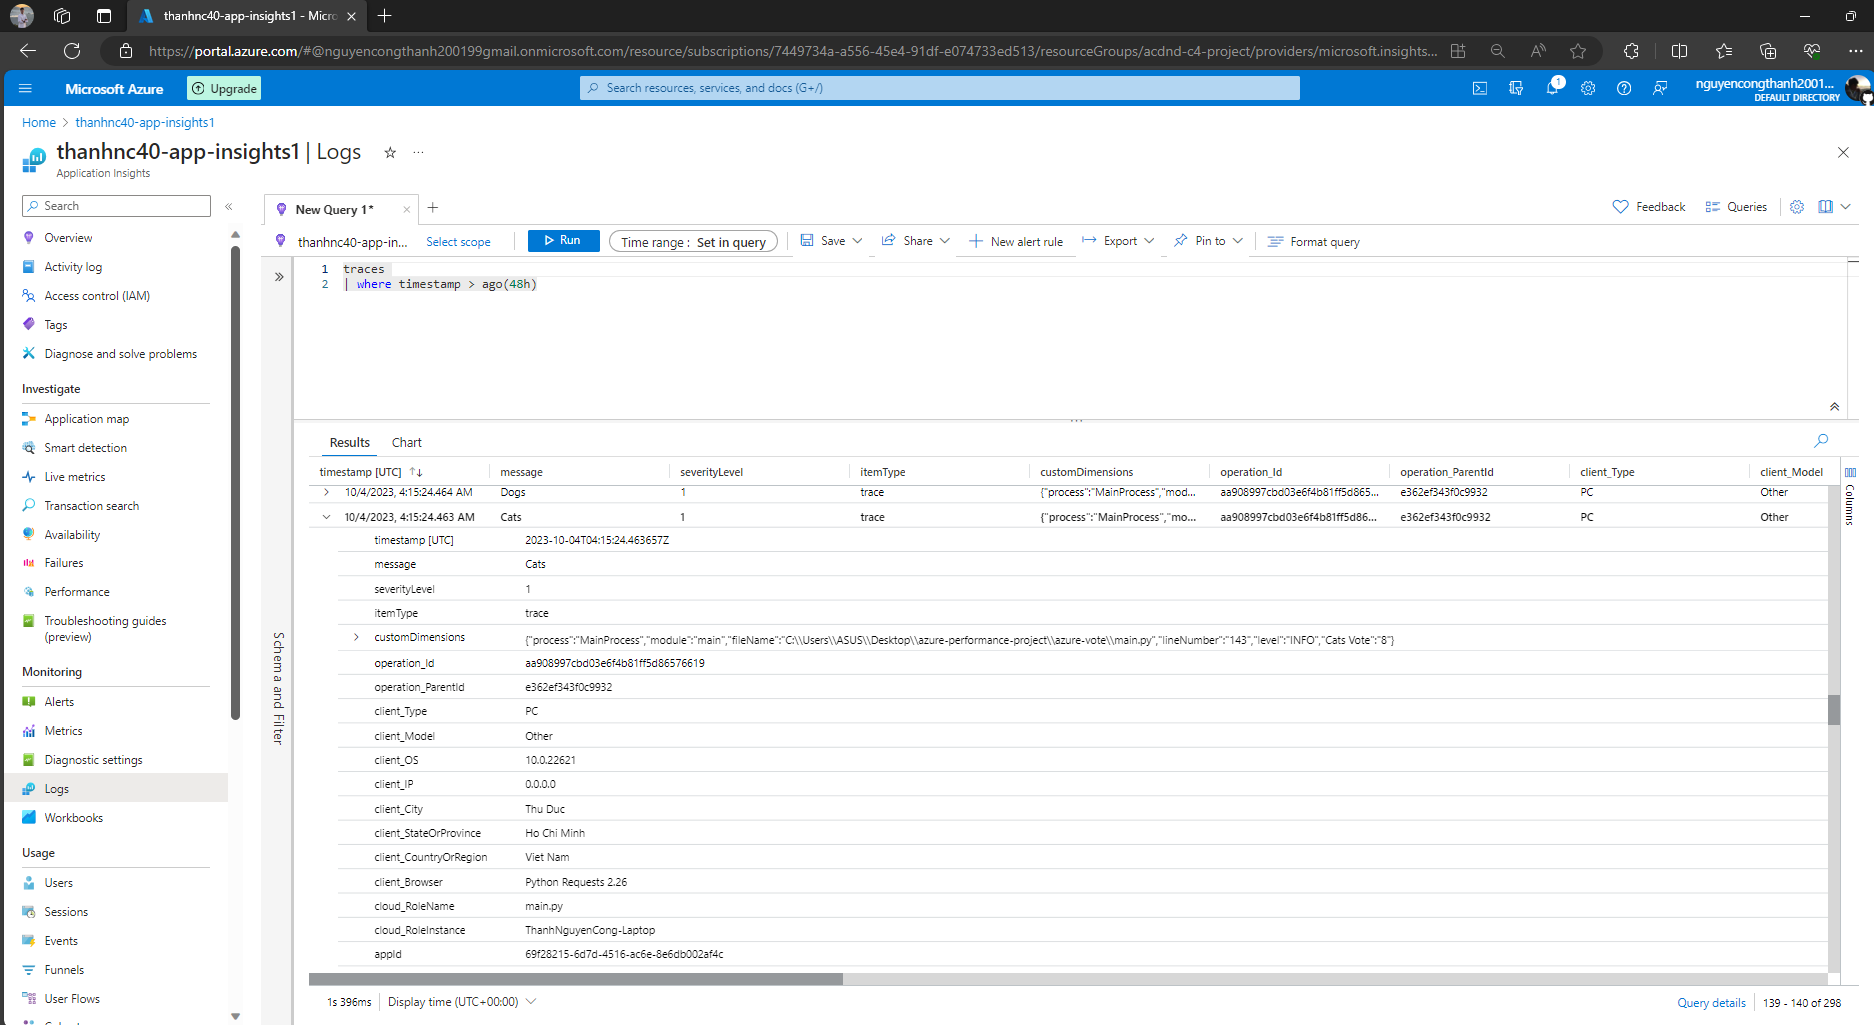 thanhnc40-app-insights1 - Micro
https://portal.azure.com/#@nguyencongthanh200199gmail.onmicrosoft.com/resource/subscriptions/7449734a-a556-45e4-91df-e074733ed513/resourceGroups/acdnd-c4-project/providers/microsoft.insights...
Microsoft Azure
Upgrade
Search resources, services, and docs (G+/)
1
nguyencongthanh2001...
DEFAULT DIRECTORY
Home > thanhnc40-app-insights1
thanhnc40-app-insights1 | Logs
Application Insights
Search
Overview
Activity log
Access control (IAM)
Tags
Diagnose and solve problems
Investigate
Application map
Smart detection
Live metrics
Transaction search
Availability
Failures
Performance
Troubleshooting guides
(preview)
Monitoring
Alerts
Metrics
Diagnostic settings
Logs
Workbooks
Usage
Users
Sessions
Events
Funnels
User Flows
New Query 1*
Feedback
Queries
thanhnc40-app-in...
Select scope
Run
Time range : Set in query
Save
Share
New alert rule
Export
Pin to
Format query
1 traces
2 | where timestamp > ago(48h)
Schema and Filter
Results Chart
timestamp [UTC] message severityLevel itemType customDimensions operation_Id operation_ParentId client_Type client_Model
10/4/2023, 4:15:24.464 AM Dogs 1 trace {"process":"MainProcess","mod... aa908997cbd03e6f4b81ff5d865... e362ef343f0c9932 PC Other
10/4/2023, 4:15:24.463 AM Cats 1 trace {"process":"MainProcess","mo... aa908997cbd03e6f4b81ff5d86... e362ef343f0c9932 PC Other
timestamp [UTC] 2023-10-04T04:15:24.463657Z
message Cats
severityLevel 1
itemType trace
customDimensions {"process":"MainProcess","module":"main","fileName":"C:\\Users\\ASUS\\Desktop\\azure-performance-project\\azure-vote\\main.py","lineNumber":"143","level":"INFO","Cats Vote":"8"}
operation_Id aa908997cbd03e6f4b81ff5d86576619
operation_ParentId e362ef343f0c9932
client_Type PC
client_Model Other
client_OS 10.0.22621
client_IP 0.0.0.0
client_City Thu Duc
client_StateOrProvince Ho Chi Minh
client_CountryOrRegion Viet Nam
client_Browser Python Requests 2.26
cloud_RoleName main.py
cloud_RoleInstance ThanhNguyenCong-Laptop
appId 69f28215-6d7d-4516-ac6e-8e6db002af4c
Columns
1s 396ms
Display time (UTC+00:00)
Query details
139 - 140 of 298